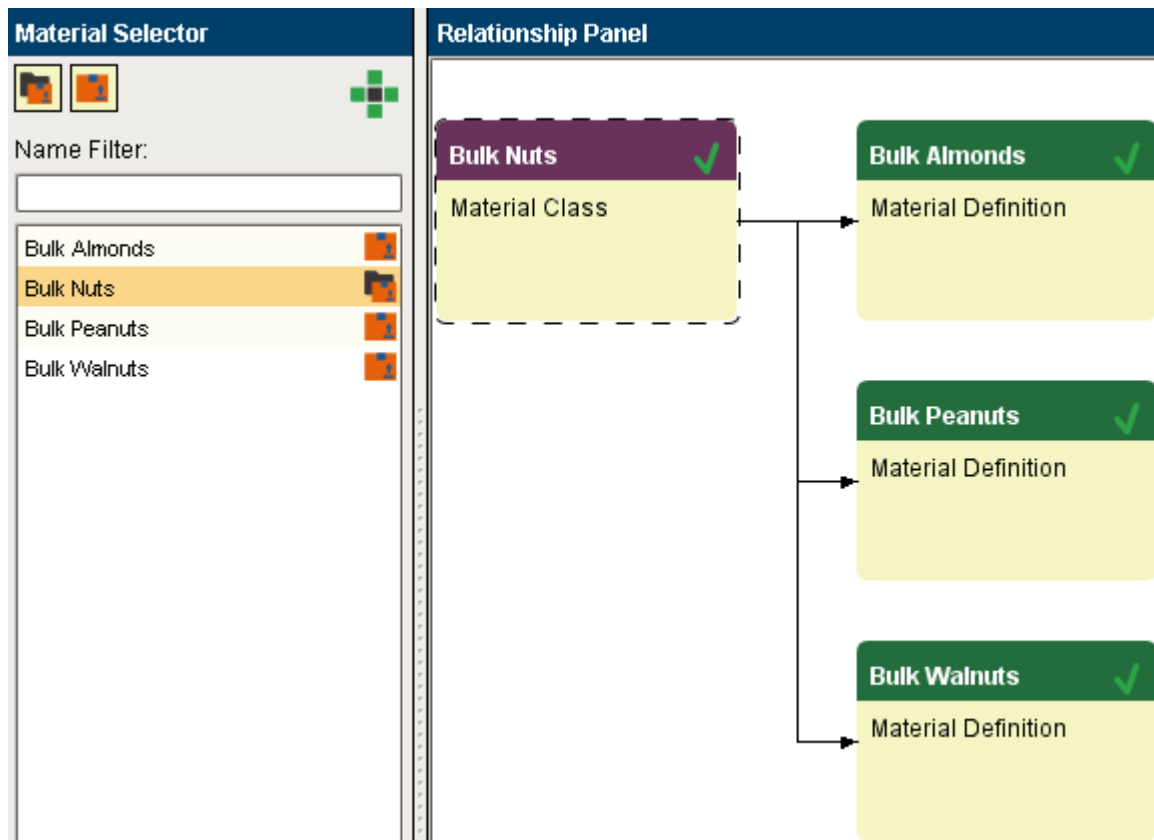 Material Selector
Name Filter:
Bulk Almonds
Bulk Nuts
Bulk Peanuts
Bulk Walnuts
Relationship Panel
Bulk Nuts
Material Class
Bulk Almonds
Material Definition
Bulk Peanuts
Material Definition
Bulk Walnuts
Material Definition